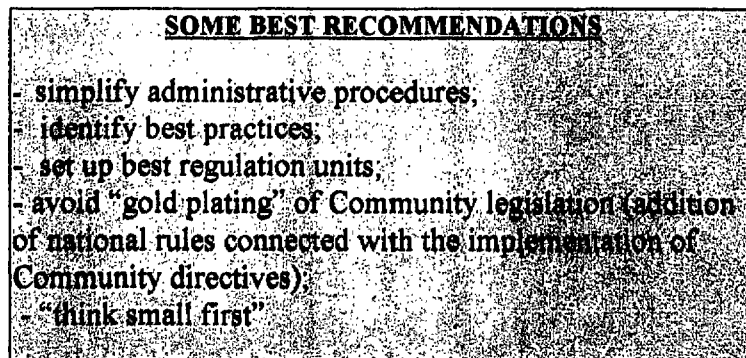 SOME BEST RECOMMENDATIONS
- simplify administrative procedures,
- identify best practices;
- set up best regulation units;
- avoid "gold plating" of Community legislation (addition
of national rules connected with the implementation of
Community directives);
- "think small first"